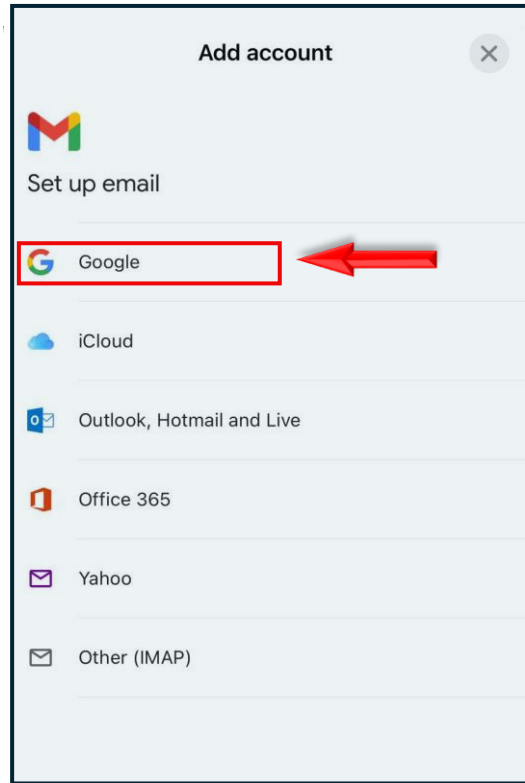 Add account
Set up email
Google
iCloud
Outlook, Hotmail and Live
Office 365
Yahoo
Other (IMAP)